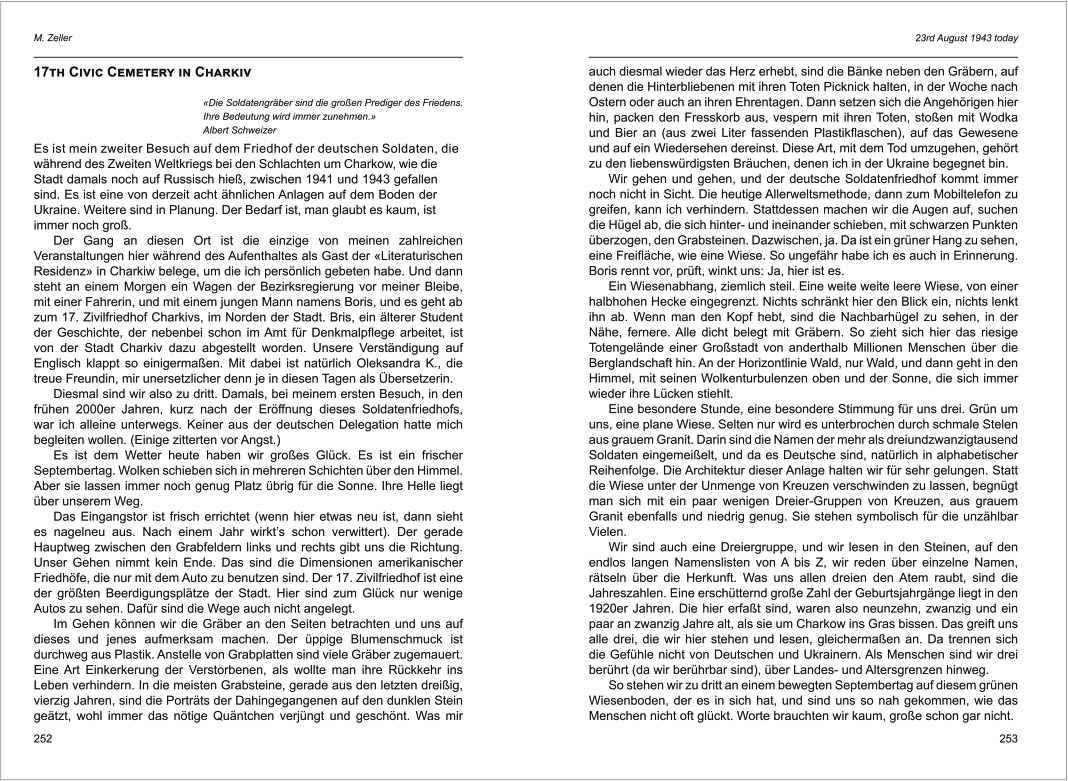 M. Zeller
17th Civic Cemetery in Charkiv
«Die Soldatengräber sind die großen Prediger des Friedens.
Ihre Bedeutung wird immer zunehmen.»
Albert Schweizer
Es ist mein zweiter Besuch auf dem Friedhof der deutschen Soldaten, die
während des Zweiten Weltkriegs bei den Schlachten um Charkow, wie die
Stadt damals noch auf Russisch hieß, zwischen 1941 und 1943 gefallen
sind. Es ist eine von derzeit acht ähnlichen Anlagen auf dem Boden der
Ukraine. Weitere sind in Planung. Der Bedarf ist, man glaubt es kaum, ist
immer noch groß.
Der Gang an diesen Ort ist die einzige von meinen zahlreichen
Veranstaltungen hier während des Aufenthaltes als Gast der «Literaturischen
Residenz» in Charkiw belege, um die ich persönlich gebeten habe. Und dann
steht an einem Morgen ein Wagen der Bezirksregierung vor meiner Bleibe,
mit einer Fahrerin, und mit einem jungen Mann namens Boris, und es geht ab
zum 17. Zivilfriedhof Charkivs, im Norden der Stadt. Bris, ein älterer Student
der Geschichte, der nebenbei schon im Amt für Denkmalpflege arbeitet, ist
von der Stadt Charkiv dazu abgestellt worden. Unsere Verständigung auf
Englisch klappt so einigermaßen. Mit dabei ist natürlich Oleksandra K., die
treue Freundin, mir unersetzlicher denn je in diesen Tagen als Übersetzerin.
Diesmal sind wir also zu dritt. Damals, bei meinem ersten Besuch, in den
frühen 2000er Jahren, kurz nach der Eröffnung dieses Soldatenfriedhofs,
war ich alleine unterwegs. Keiner aus der deutschen Delegation hatte mich
begleiten wollen. (Einige zitterten vor Angst.)
Es ist dem Wetter heute haben wir großes Glück. Es ist ein frischer
Septembertag. Wolken schieben sich in mehreren Schichten über den Himmel.
Aber sie lassen immer noch genug Platz übrig für die Sonne. Ihre Helle liegt
über unserem Weg.
Das Eingangstor ist frisch errichtet (wenn hier etwas neu ist, dann sieht
es nagelneu aus. Nach einem Jahr wirkt's schon verwittert). Der gerade
Hauptweg zwischen den Grabfeldern links und rechts gibt uns die Richtung.
Unser Gehen nimmt kein Ende. Das sind die Dimensionen amerikanischer
Friedhöfe, die nur mit dem Auto zu benutzen sind. Der 17. Zivilfriedhof ist eine
der größten Beerdigungsplätze der Stadt. Hier sind zum Glück nur wenige
Autos zu sehen. Dafür sind die Wege auch nicht angelegt.
Im Gehen können wir die Gräber an den Seiten betrachten und uns auf
dieses und jenes aufmerksam machen. Der üppige Blumenschmuck ist
durchweg aus Plastik. Anstelle von Grabplatten sind viele Gräber zugemauert.
Eine Art Einkerkerung der Verstorbenen, als wollte man ihre Rückkehr ins
Leben verhindern. In die meisten Grabsteine, gerade aus den letzten dreißig,
vierzig Jahren, sind die Porträts der Dahingegangenen auf den dunklen Stein
geätzt, wohl immer das nötige Quäntchen verjüngt und geschönt. Was mir
252
23rd August 1943 today
auch diesmal wieder das Herz erhebt, sind die Bänke neben den Gräbern, auf
denen die Hinterbliebenen mit ihren Toten Picknick halten, in der Woche nach
Ostern oder auch an ihren Ehrentagen. Dann setzen sich die Angehörigen hier
hin, packen den Fresskorb aus, vespern mit ihren Toten, stoßen mit Wodka
und Bier an (aus zwei Liter fassenden Plastikflaschen), auf das Gewesene
und auf ein Wiedersehen dereinst. Diese Art, mit dem Tod umzugehen, gehört
zu den liebenswürdigsten Bräuchen, denen ich in der Ukraine begegnet bin.
Wir gehen und gehen, und der deutsche Soldatenfriedhof kommt immer
noch nicht in Sicht. Die heutige Allerweltsmethode, dann zum Mobiltelefon zu
greifen, kann ich verhindern. Stattdessen machen wir die Augen auf, suchen
die Hügel ab, die sich hinter- und ineinander schieben, mit schwarzen Punkten
überzogen, den Grabsteinen. Dazwischen, ja. Da ist ein grüner Hang zu sehen,
eine Freifläche, wie eine Wiese. So ungefähr habe ich es auch in Erinnerung.
Boris rennt vor, prüft, winkt uns: Ja, hier ist es.
Ein Wiesenabhang, ziemlich steil. Eine weite weite leere Wiese, von einer
halbhohen Hecke eingegrenzt. Nichts schränkt hier den Blick ein, nichts lenkt
ihn ab. Wenn man den Kopf hebt, sind die Nachbarhügel zu sehen, in der
Nähe, fernere. Alle dicht belegt mit Gräbern. So zieht sich hier das riesige
Totengelände einer Großstadt von anderthalb Millionen Menschen über die
Berglandschaft hin. An der Horizontlinie Wald, nur Wald, und dann geht in den
Himmel, mit seinen Wolkenturbulenzen oben und der Sonne, die sich immer
wieder ihre Lücken stiehlt.
Eine besondere Stunde, eine besondere Stimmung für uns drei. Grün um
uns, eine plane Wiese. Selten nur wird es unterbrochen durch schmale Stelen
aus grauem Granit. Darin sind die Namen der mehr als dreiundzwanzigtausend
Soldaten eingemeißelt, und da es Deutsche sind, natürlich in alphabetischer
Reihenfolge. Die Architektur dieser Anlage halten wir für sehr gelungen. Statt
die Wiese unter der Unmenge von Kreuzen verschwinden zu lassen, begnügt
man sich mit ein paar wenigen Dreier-Gruppen von Kreuzen, aus grauem
Granit ebenfalls und niedrig genug. Sie stehen symbolisch für die unzählbar
Vielen.
Wir sind auch eine Dreiergruppe, und wir lesen in den Steinen, auf den
endlos langen Namenslisten von A bis Z, wir reden über einzelne Namen,
rätseln über die Herkunft. Was uns allen dreien den Atem raubt, sind die
Jahreszahlen. Eine erschütternd große Zahl der Geburtsjahrgänge liegt in den
1920er Jahren. Die hier erfaßt sind, waren also neunzehn, zwanzig und ein
paar an zwanzig Jahre alt, als sie um Charkow ins Gras bissen. Das greift uns
alle drei, die wir hier stehen und lesen, gleichermaßen an. Da trennen sich
die Gefühle nicht von Deutschen und Ukrainern. Als Menschen sind wir drei
berührt (da wir berührbar sind), über Landes- und Altersgrenzen hinweg.
So stehen wir zu dritt an einem bewegten Septembertag auf diesem grünen
Wiesenboden, der es in sich hat, und sind uns so nah gekommen, wie das
Menschen nicht oft glückt. Worte brauchten wir kaum, große schon gar nicht.
253